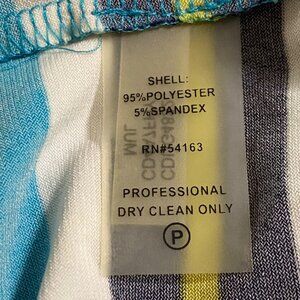 SHELL:
95%POLYESTER
5%SPANDEX
RN#54163
PROFESSIONAL
DRY CLEAN ONLY
P